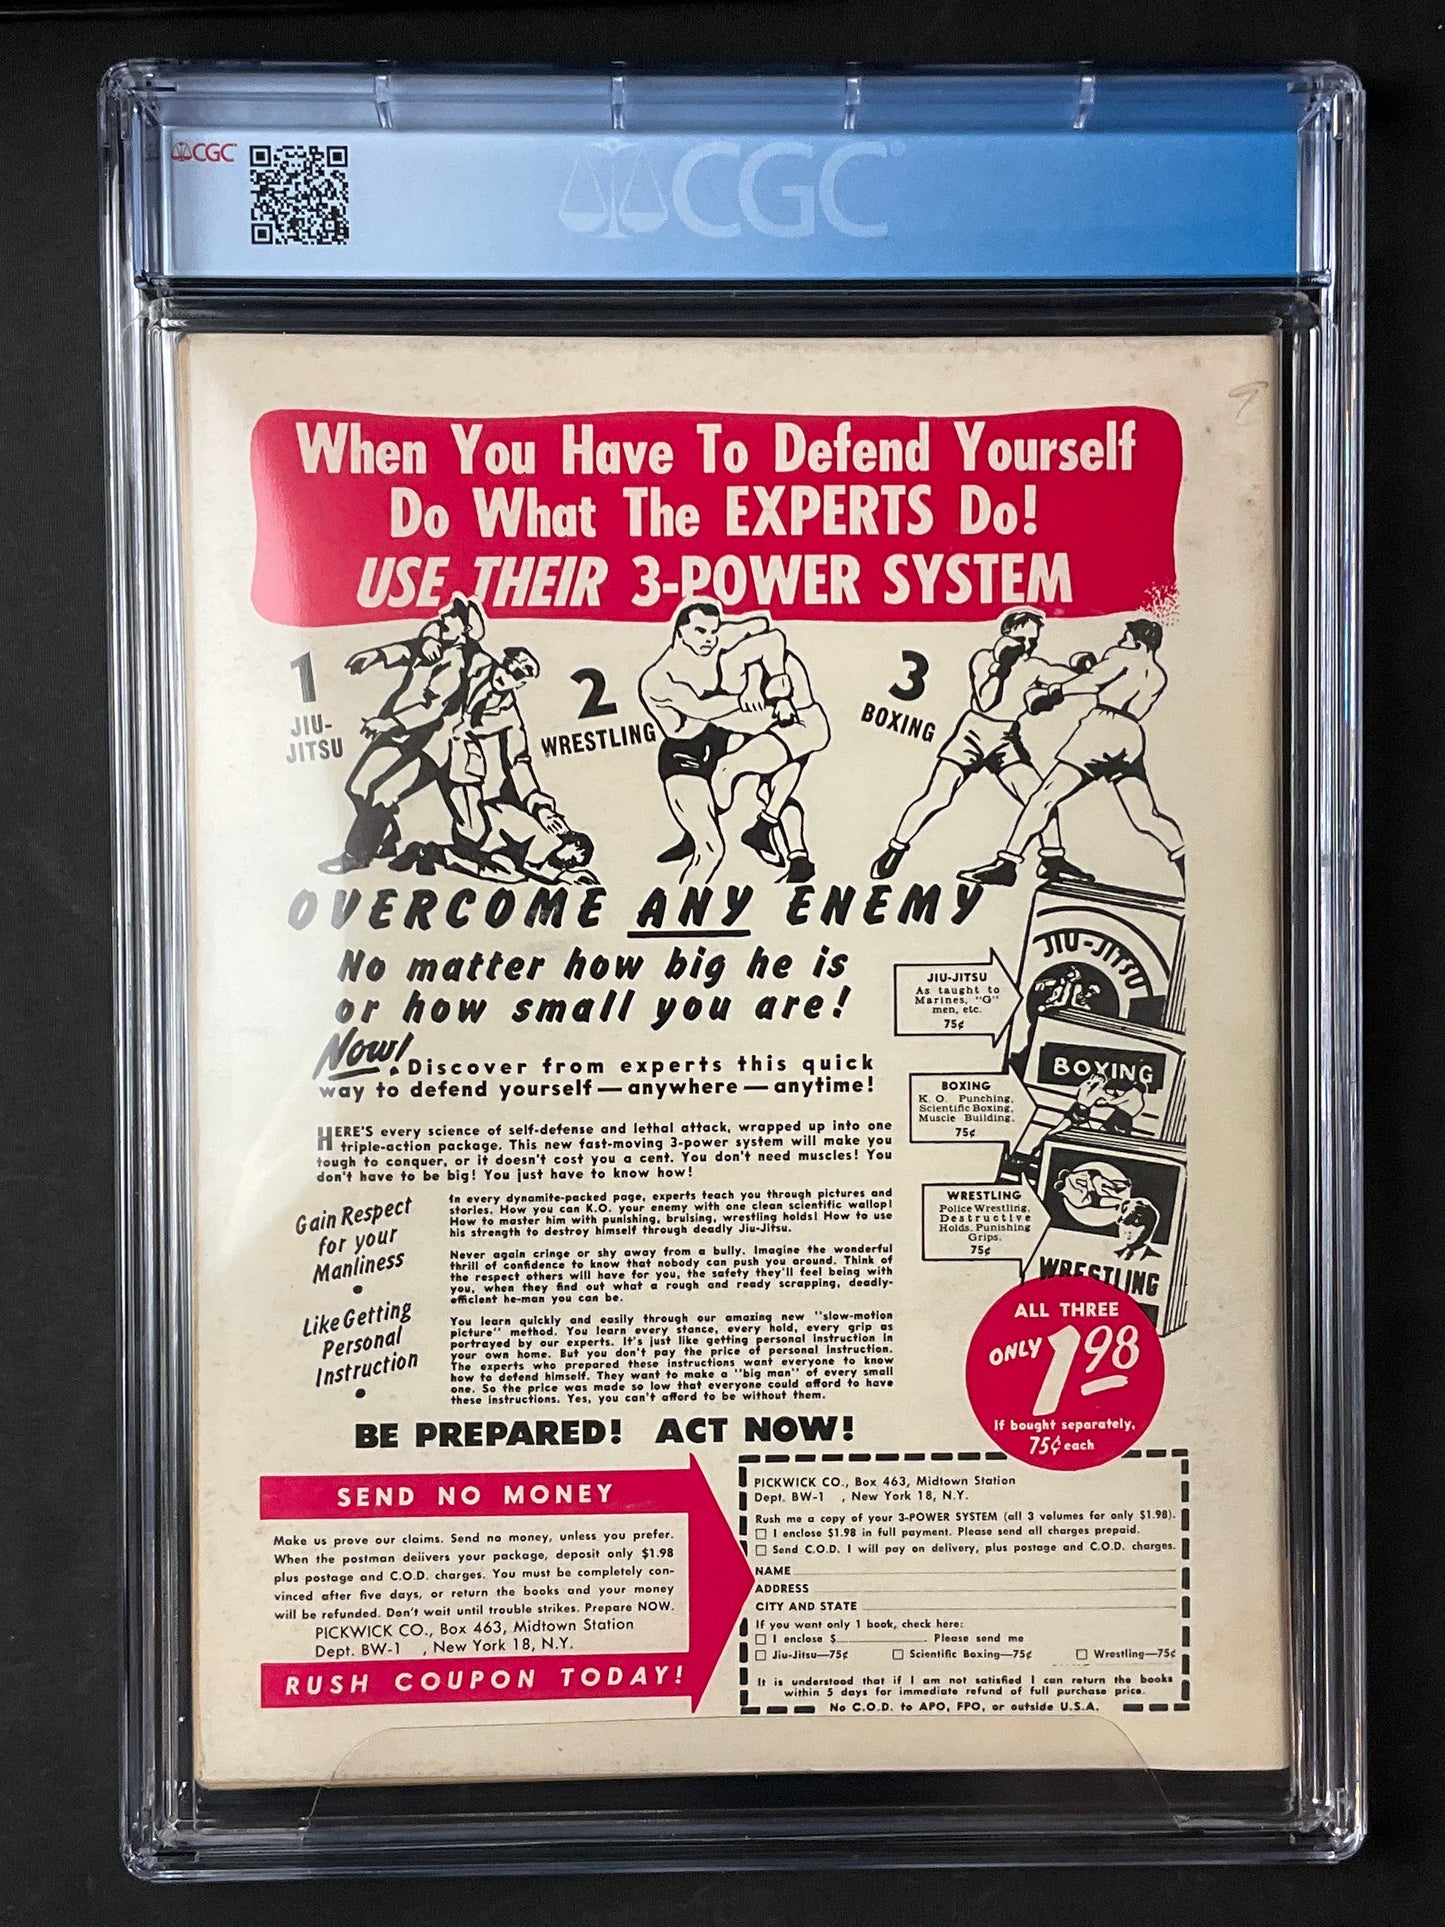 CGC
CGC
When You Have To Defend Yourself
Do What The EXPERTS Do!
USE THEIR 3-POWER SYSTEM
1
JIU-
JITSU
2
WRESTLING
3
BOXING
OVERCOME ANY ENEMY
No matter how big he is
or how small you are!
Now! Discover from experts this quick
way to defend yourself — anywhere — anytime!
HERE'S every science of self-defense and lethal attack, wrapped up into one
triple-action package. This new fast-moving 3-power system will make you
tough to conquer, or it doesn't cost you a cent. You don't need muscles! You
don't have to be big! You just have to know how!
Gain Respect
for your
Manliness
•
Like Getting
Personal
Instruction
•
In every dynamite-packed page, experts teach you through pictures and
stories. How you can K.O. your enemy with one clean scientific wallop!
How to master him with punishing, bruising, wrestling holds! How to use
his strength to destroy himself through deadly Jiu-Jitsu.
Never again cringe or shy away from a bully. Imagine the wonderful
thrill of confidence to know that nobody can push you around. Think of
the respect others will have for you, the safety they'll feel being with
you, when they find out what a rough and ready scrapping, deadly-
efficient he-man you can be.
You learn quickly and easily through our amazing new "slow-motion
picture" method. You learn every stance, every hold, every grip as
portrayed by our experts. It's just like getting personal instruction in
your own home. But you don't pay the price of personal instruction.
The experts who prepared these instructions want everyone to know
how to defend himself. They want to make a "big man" of every small
one. So the price was made so low that everyone could afford to have
these instructions. Yes, you can't afford to be without them.
JIU-JITSU
As taught to
Marines, "G"
men, etc.
75¢
JIU-JITSU
BOXING
K. O. Punching,
Scientific Boxing,
Muscle Building.
75¢
BOXING
WRESTLING
Police Wrestling,
Destructive
Holds, Punishing
Grips.
75¢
WRESTLING
ALL THREE
ONLY 1.98
If bought separately,
75¢ each
BE PREPARED! ACT NOW!
SEND NO MONEY
Make us prove our claims. Send no money, unless you prefer.
When the postman delivers your package, deposit only $1.98
plus postage and C.O.D. charges. You must be completely con-
vinced after five days, or return the books and your money
will be refunded. Don't wait until trouble strikes. Prepare NOW.
PICKWICK CO., Box 463, Midtown Station
Dept. BW-1 , New York 18, N.Y.
RUSH COUPON TODAY!
PICKWICK CO., Box 463, Midtown Station
Dept. BW-1 , New York 18, N.Y.
Rush me a copy of your 3-POWER SYSTEM (all 3 volumes for only $1.98).
☐ I enclose $1.98 in full payment. Please send all charges prepaid.
☐ Send C.O.D. I will pay on delivery, plus postage and C.O.D. charges.
NAME
ADDRESS
CITY AND STATE
If you want only 1 book, check here:
☐ I enclose $ . Please send me
☐ Jiu-Jitsu—75¢ ☐ Scientific Boxing—75¢ ☐ Wrestling—75¢
It is understood that if I am not satisfied I can return the books
within 5 days for immediate refund of full purchase price.
No C.O.D. to APO, FPO, or outside U.S.A.